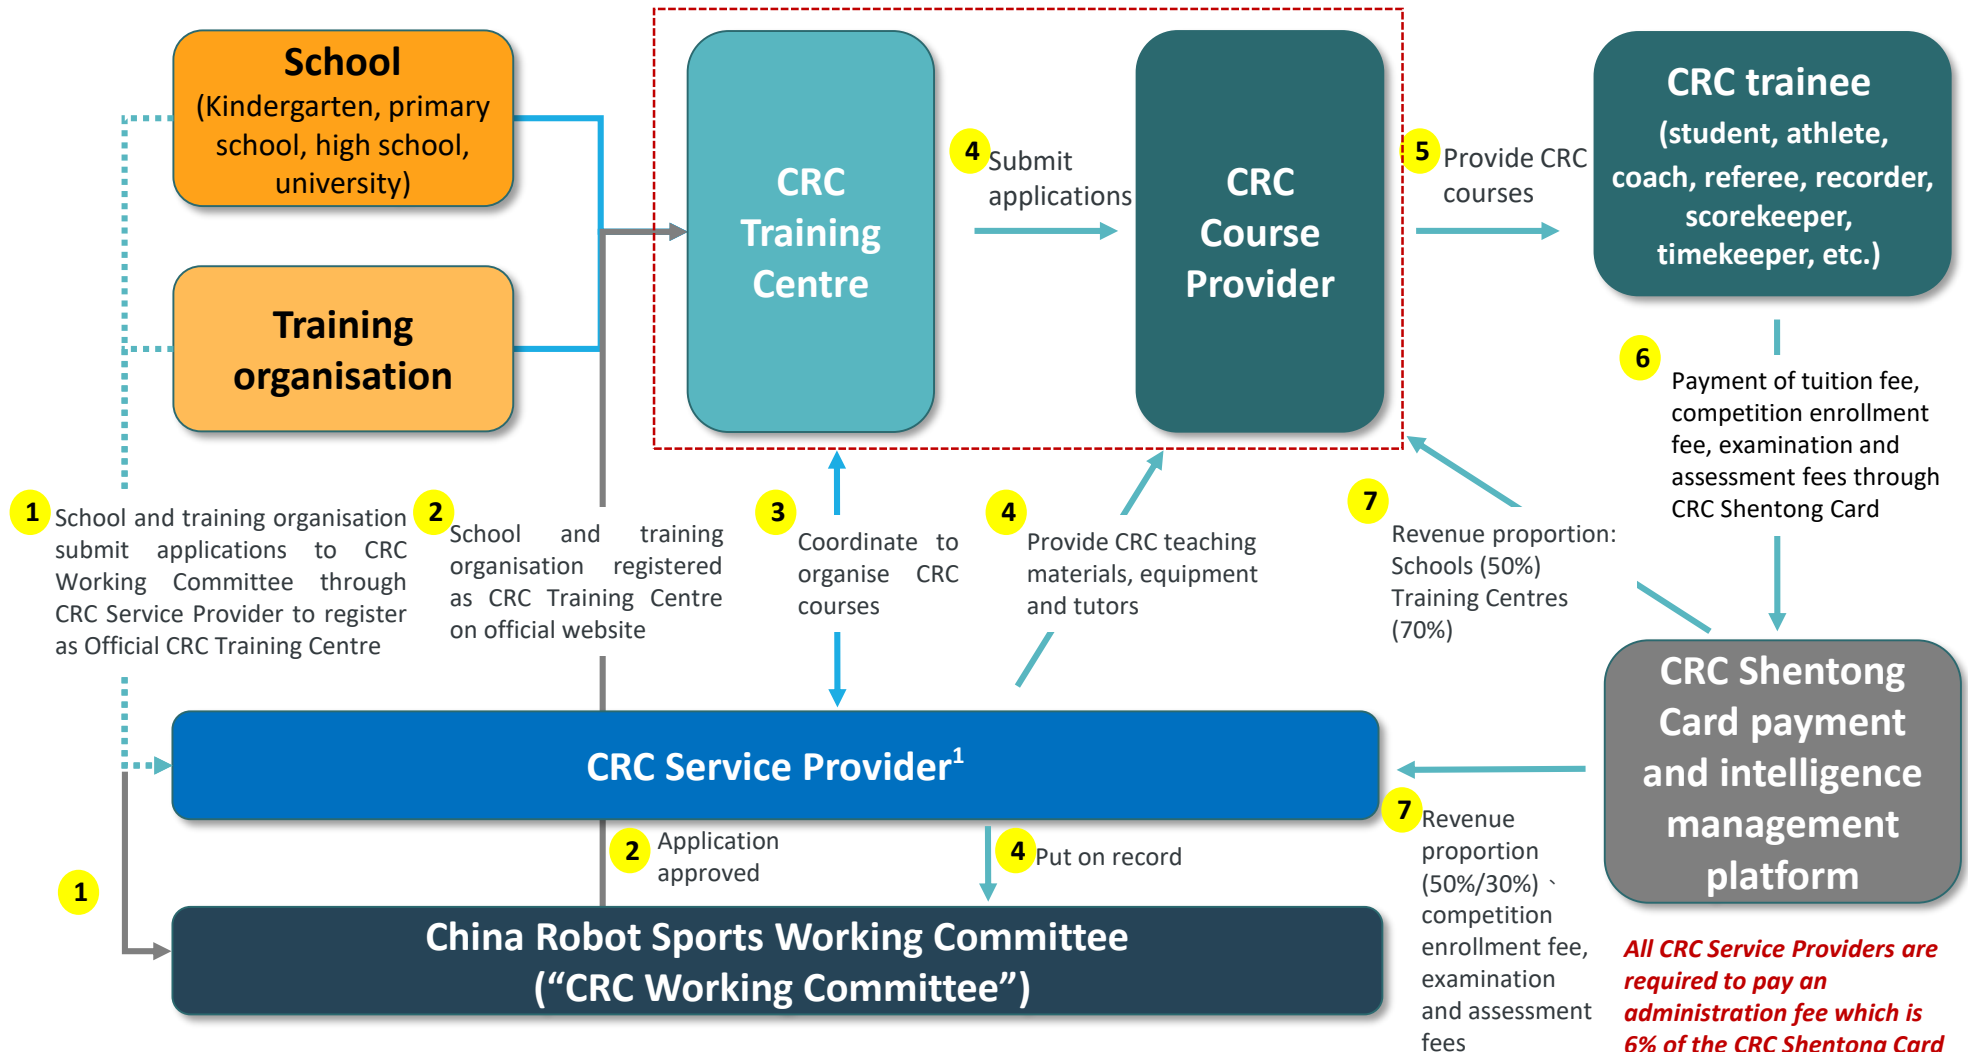 School
(Kindergarten, primary
school, high school,
university)
Training
organisation
CRC
Training
Centre
4
Submit
applications
CRC
Course
Provider
5
Provide CRC
courses
CRC trainee
(student, athlete,
coach, referee, recorder,
scorekeeper,
timekeeper, etc.)
6
Payment of tuition fee,
competition enrollment
fee, examination and
assessment fees through
CRC Shentong Card
1
School and training organisation
submit applications to CRC
Working Committee through
CRC Service Provider to register
as Official CRC Training Centre
2
School and training
organisation registered
as CRC Training Centre
on official website
3
Coordinate to
organise CRC
courses
4
Provide CRC teaching
materials, equipment
and tutors
7
Revenue proportion:
Schools (50%)
Training Centres
(70%)
CRC Service Provider1
CRC Shentong
Card payment
and intelligence
management
platform
1
2
Application
approved
4
Put on record
7
Revenue
proportion
(50%/30%)、
competition
enrollment fee,
examination
and assessment
fees
China Robot Sports Working Committee
(“CRC Working Committee”)
All CRC Service Providers are
required to pay an
administration fee which is
6% of the CRC Shentong Card